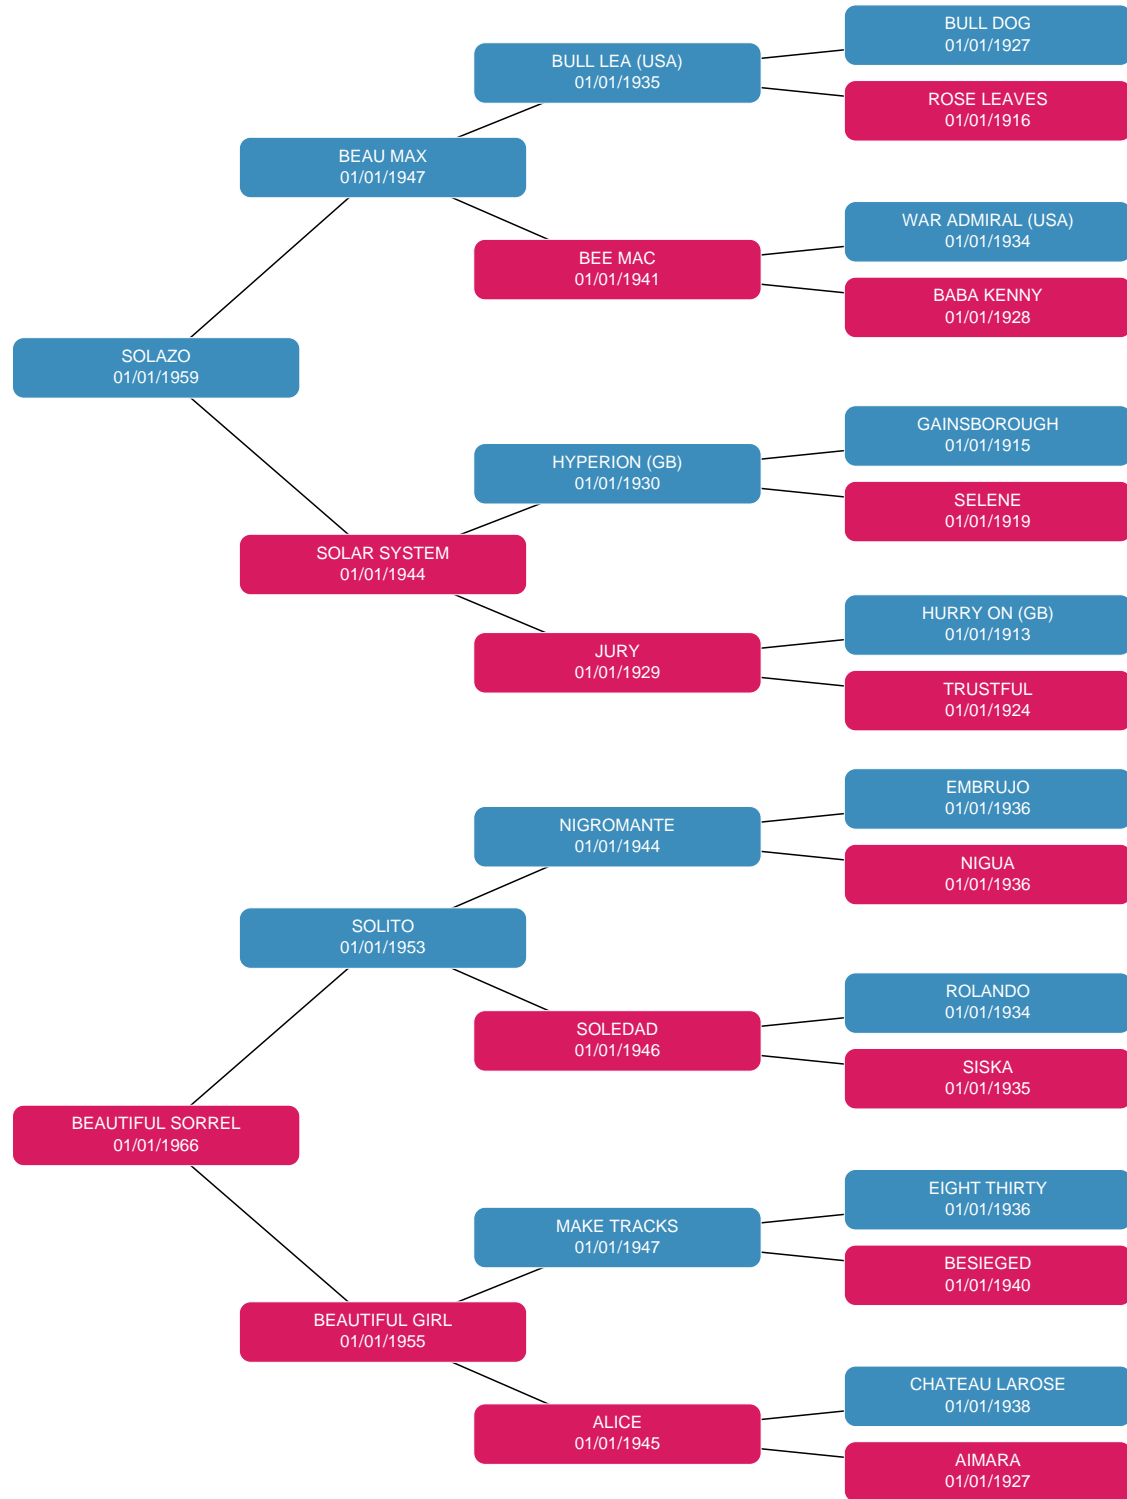 BULL DOG
01/01/1927
BULL LEA (USA)
01/01/1935
ROSE LEAVES
01/01/1916
BEAU MAX
01/01/1947
WAR ADMIRAL (USA)
01/01/1934
BEE MAC
01/01/1941
BABA KENNY
01/01/1928
SOLAZO
01/01/1959
GAINSBOROUGH
01/01/1915
HYPERION (GB)
01/01/1930
SELENE
01/01/1919
SOLAR SYSTEM
01/01/1944
HURRY ON (GB)
01/01/1913
JURY
01/01/1929
TRUSTFUL
01/01/1924
EMBRUJO
01/01/1936
NIGROMANTE
01/01/1944
NIGUA
01/01/1936
SOLITO
01/01/1953
ROLANDO
01/01/1934
SOLEDAD
01/01/1946
SISKA
01/01/1935
BEAUTIFUL SORREL
01/01/1966
EIGHT THIRTY
01/01/1936
MAKE TRACKS
01/01/1947
BESIEGED
01/01/1940
BEAUTIFUL GIRL
01/01/1955
CHATEAU LAROSE
01/01/1938
ALICE
01/01/1945
AIMARA
01/01/1927